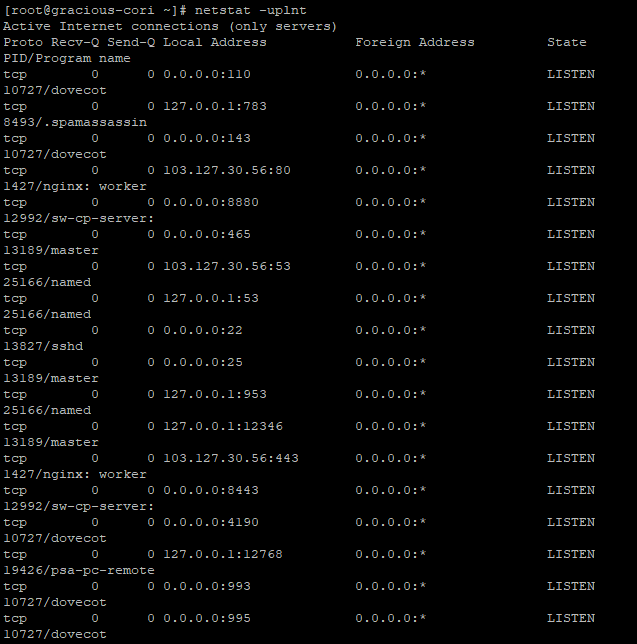 [root@gracious-cori ~]# netstat -uplnt
Active Internet connections (only servers)
Proto Recv-Q Send-Q Local Address           Foreign Address         State
PID/Program name
tcp        0      0 0.0.0.0:110             0.0.0.0:*               LISTEN
10727/dovecot
tcp        0      0 127.0.0.1:783           0.0.0.0:*               LISTEN
8493/.spamassassin
tcp        0      0 0.0.0.0:143             0.0.0.0:*               LISTEN
10727/dovecot
tcp        0      0 103.127.30.56:80        0.0.0.0:*               LISTEN
1427/nginx: worker
tcp        0      0 0.0.0.0:8880            0.0.0.0:*               LISTEN
12992/sw-cp-server:
tcp        0      0 0.0.0.0:465             0.0.0.0:*               LISTEN
13189/master
tcp        0      0 103.127.30.56:53        0.0.0.0:*               LISTEN
25166/named
tcp        0      0 127.0.0.1:53            0.0.0.0:*               LISTEN
25166/named
tcp        0      0 0.0.0.0:22              0.0.0.0:*               LISTEN
13827/sshd
tcp        0      0 0.0.0.0:25              0.0.0.0:*               LISTEN
13189/master
tcp        0      0 127.0.0.1:953           0.0.0.0:*               LISTEN
25166/named
tcp        0      0 127.0.0.1:12346         0.0.0.0:*               LISTEN
13189/master
tcp        0      0 103.127.30.56:443       0.0.0.0:*               LISTEN
1427/nginx: worker
tcp        0      0 0.0.0.0:8443            0.0.0.0:*               LISTEN
12992/sw-cp-server:
tcp        0      0 0.0.0.0:4190            0.0.0.0:*               LISTEN
10727/dovecot
tcp        0      0 127.0.0.1:12768         0.0.0.0:*               LISTEN
19426/psa-pc-remote
tcp        0      0 0.0.0.0:993             0.0.0.0:*               LISTEN
10727/dovecot
tcp        0      0 0.0.0.0:995             0.0.0.0:*               LISTEN
10727/dovecot